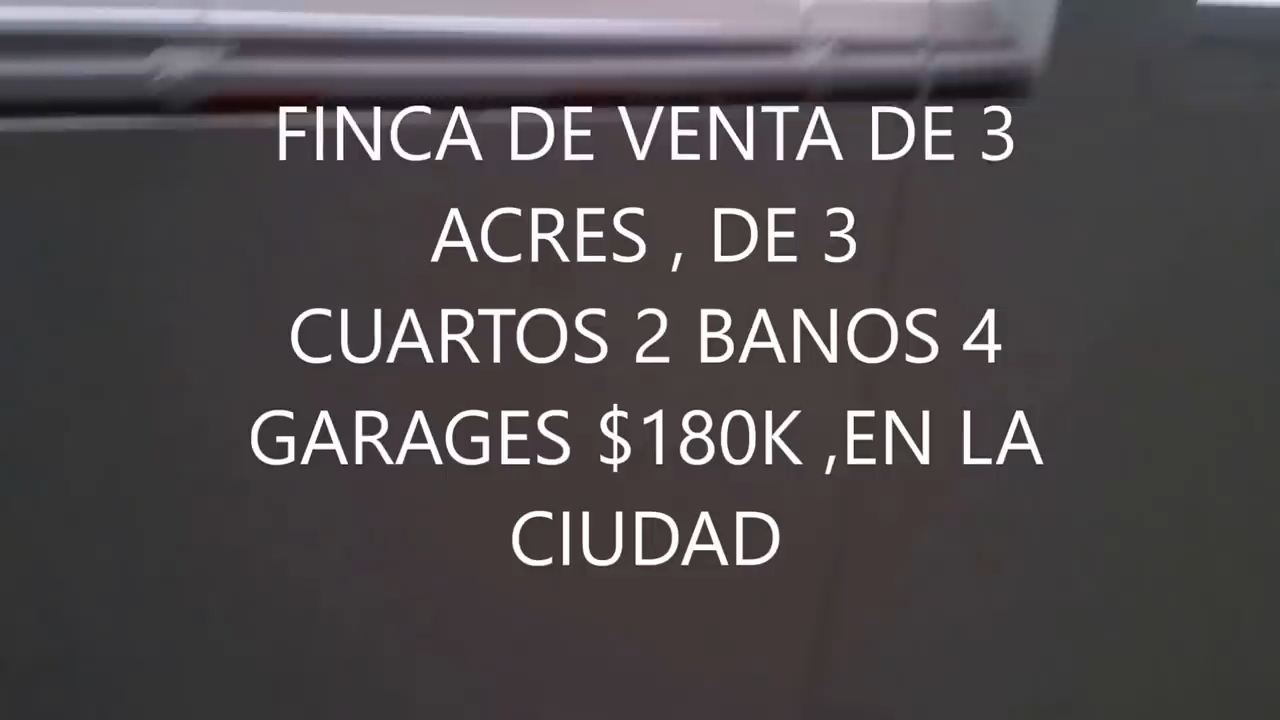 FINCA DE VENTA DE 3
ACRES , DE 3
CUARTOS 2 BANOS 4
GARAGES $180K ,EN LA
CIUDAD